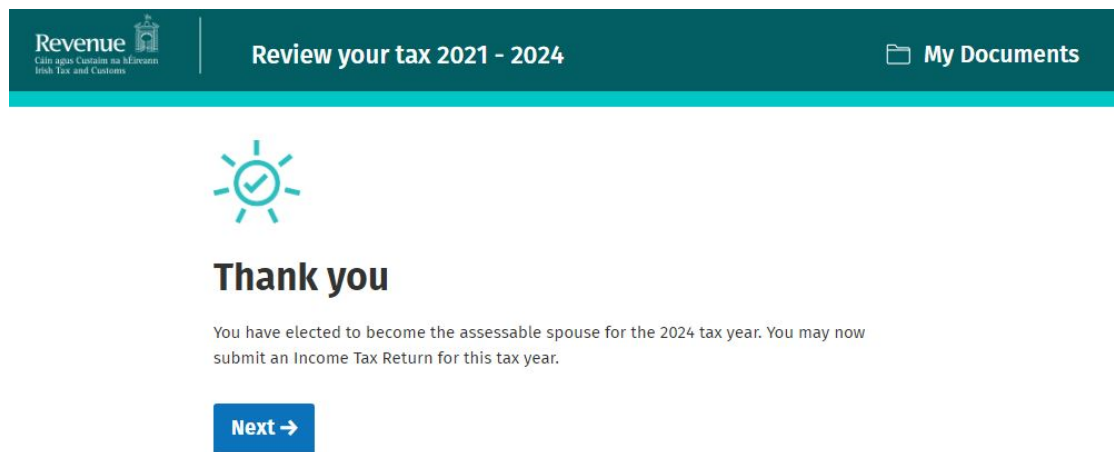 Revenue
Cáin agus Custaim na hÉireann
Irish Tax and Customs
Review your tax 2021 - 2024
My Documents
Thank you
You have elected to become the assessable spouse for the 2024 tax year. You may now
submit an Income Tax Return for this tax year.
Next →